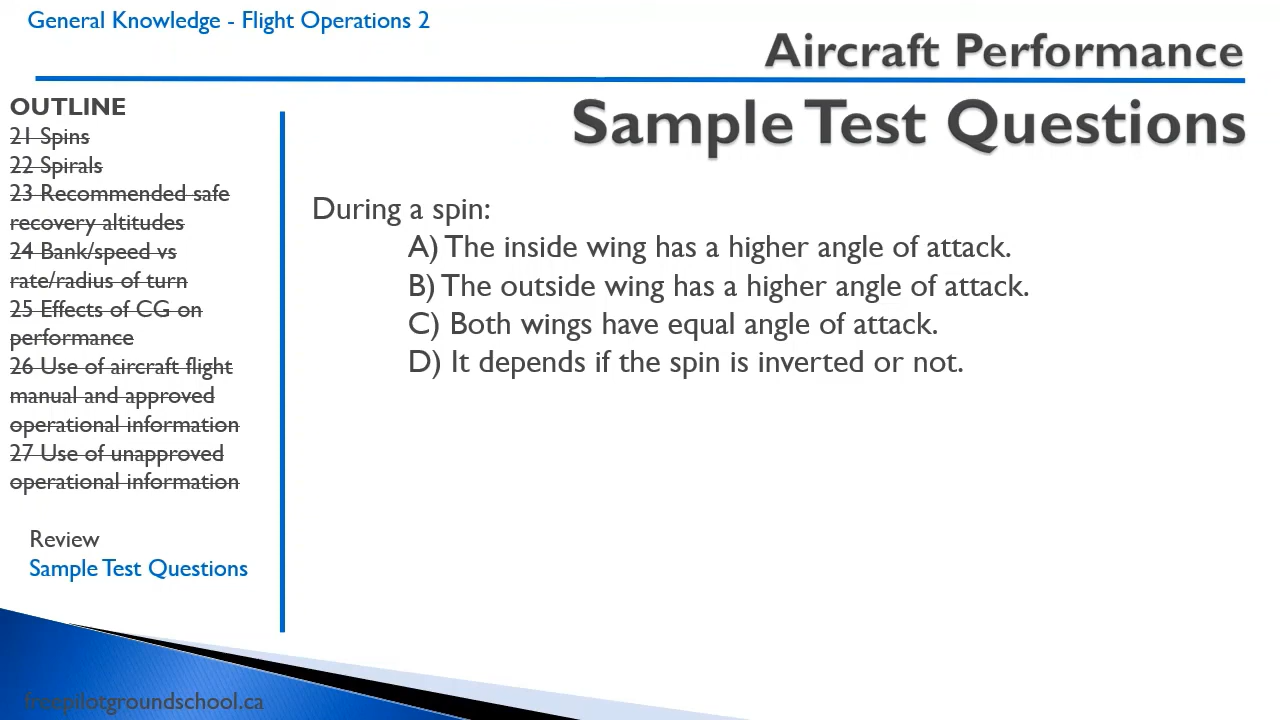 General Knowledge - Flight Operations 2
Aircraft Performance
Sample Test Questions
OUTLINE
21 Spins
22 Spirals
23 Recommended safe
recovery altitudes
24 Bank/speed vs
rate/radius of turn
25 Effects of CG on
performance
26 Use of aircraft flight
manual and approved
operational information
27 Use of unapproved
operational information
Review
Sample Test Questions
During a spin:
A) The inside wing has a higher angle of attack.
B) The outside wing has a higher angle of attack.
C) Both wings have equal angle of attack.
D) It depends if the spin is inverted or not.
freepilotgroundschool.ca